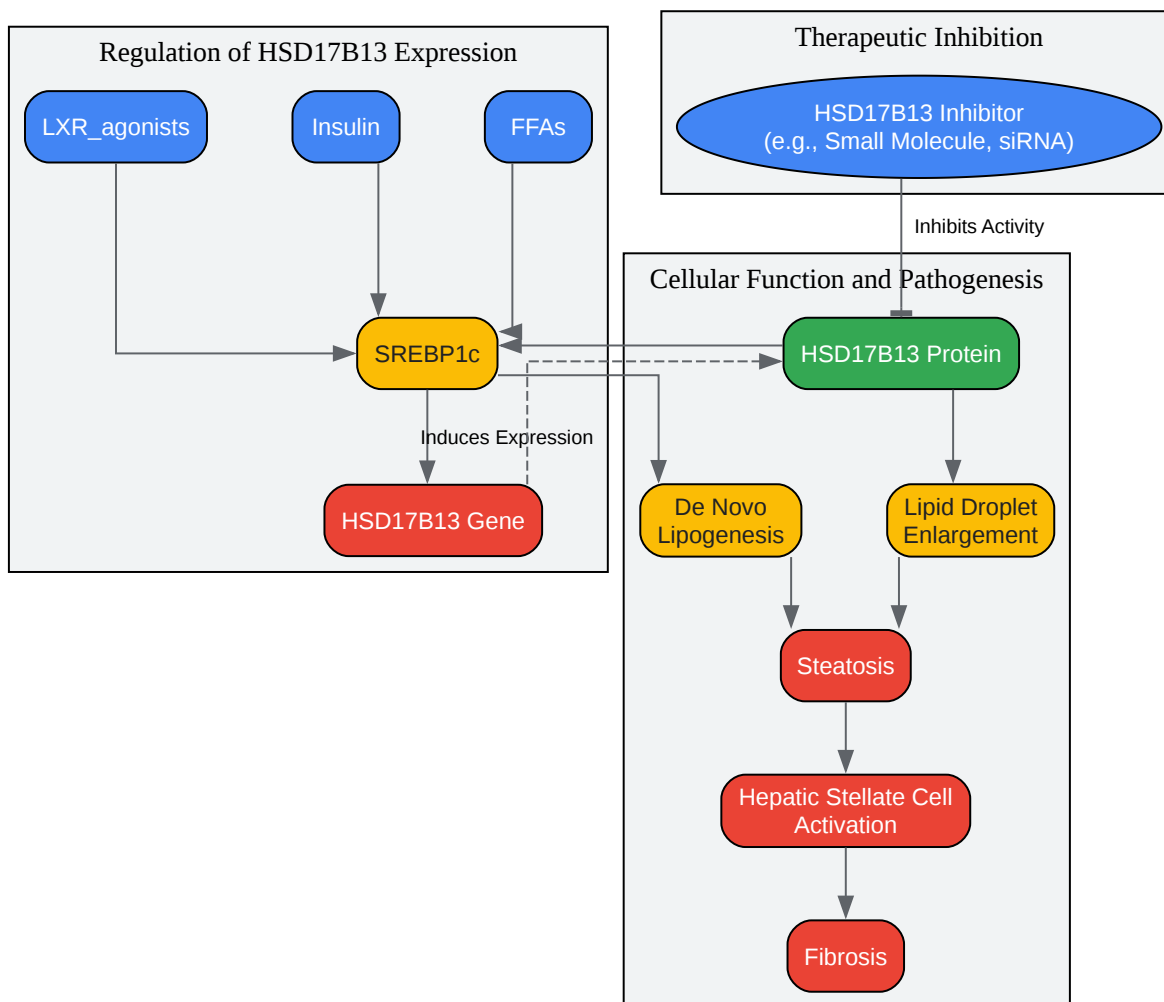 Regulation of HSD17B13 Expression
LXR_agonists
Insulin
FFAs
SREBP1c
Induces Expression
HSD17B13 Gene
Therapeutic Inhibition
HSD17B13 Inhibitor
(e.g., Small Molecule, siRNA)
Inhibits Activity
Cellular Function and Pathogenesis
HSD17B13 Protein
De Novo
Lipogenesis
Lipid Droplet
Enlargement
Steatosis
Hepatic Stellate Cell
Activation
Fibrosis